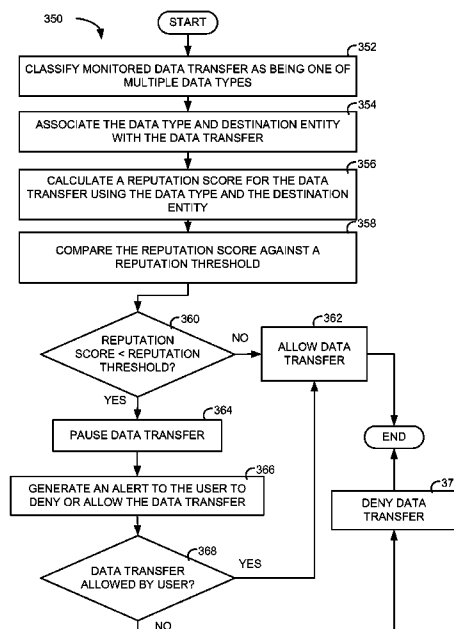 350
START
352
CLASSIFY MONITORED DATA TRANSFER AS BEING ONE OF
MULTIPLE DATA TYPES
354
ASSOCIATE THE DATA TYPE AND DESTINATION ENTITY
WITH THE DATA TRANSFER
356
CALCULATE A REPUTATION SCORE FOR THE DATA
TRANSFER USING THE DATA TYPE AND THE DESTINATION
ENTITY
358
COMPARE THE REPUTATION SCORE AGAINST A
REPUTATION THRESHOLD
360
REPUTATION
SCORE < REPUTATION
THRESHOLD?
NO
YES
362
ALLOW DATA
TRANSFER
364
PAUSE DATA TRANSFER
END
366
GENERATE AN ALERT TO THE USER TO
DENY OR ALLOW THE DATA TRANSFER
37
DENY DATA
TRANSFER
368
DATA TRANSFER
ALLOWED BY USER?
YES
NO